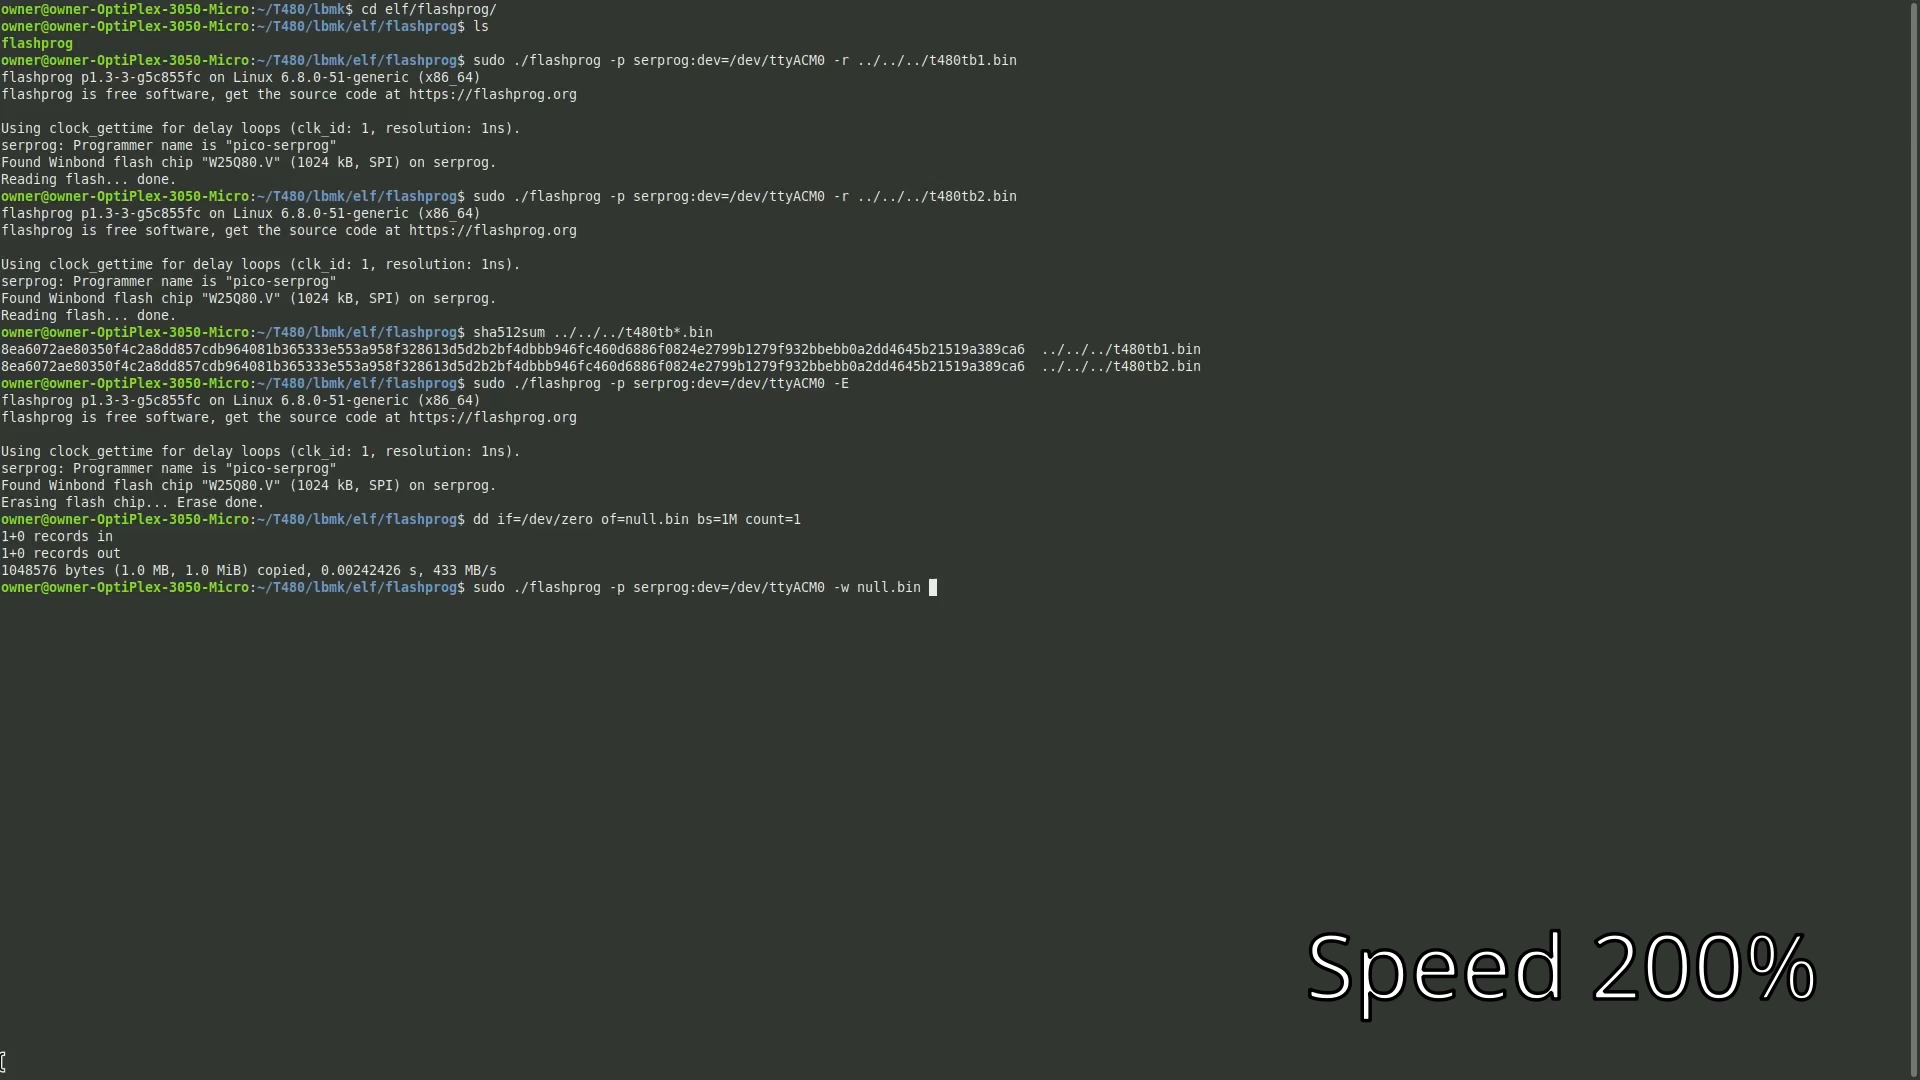 owner@owner-OptiPlex-3050-Micro:~/T480/lbmk$ cd elf/flashprog/
owner@owner-OptiPlex-3050-Micro:~/T480/lbmk/elf/flashprog$ ls
flashprog
owner@owner-OptiPlex-3050-Micro:~/T480/lbmk/elf/flashprog$ sudo ./flashprog -p serprog:dev=/dev/ttyACM0 -r ../../../t480tb1.bin
flashprog p1.3-3-g5c855fc on Linux 6.8.0-51-generic (x86_64)
flashprog is free software, get the source code at https://flashprog.org
Using clock_gettime for delay loops (clk_id: 1, resolution: 1ns).
serprog: Programmer name is "pico-serprog"
Found Winbond flash chip "W25Q80.V" (1024 kB, SPI) on serprog.
Reading flash... done.
owner@owner-OptiPlex-3050-Micro:~/T480/lbmk/elf/flashprog$ sudo ./flashprog -p serprog:dev=/dev/ttyACM0 -r ../../../t480tb2.bin
flashprog p1.3-3-g5c855fc on Linux 6.8.0-51-generic (x86_64)
flashprog is free software, get the source code at https://flashprog.org
Using clock_gettime for delay loops (clk_id: 1, resolution: 1ns).
serprog: Programmer name is "pico-serprog"
Found Winbond flash chip "W25Q80.V" (1024 kB, SPI) on serprog.
Reading flash... done.
owner@owner-OptiPlex-3050-Micro:~/T480/lbmk/elf/flashprog$ sha512sum ../../../t480tb*.bin
8ea6072ae80350f4c2a8dd857cdb964081b365333e553a958f328613d5d2b2bf4dbbb946fc460d6886f0824e2799b1279f932bbebb0a2dd4645b21519a389ca6  ../../../t480tb1.bin
8ea6072ae80350f4c2a8dd857cdb964081b365333e553a958f328613d5d2b2bf4dbbb946fc460d6886f0824e2799b1279f932bbebb0a2dd4645b21519a389ca6  ../../../t480tb2.bin
owner@owner-OptiPlex-3050-Micro:~/T480/lbmk/elf/flashprog$ sudo ./flashprog -p serprog:dev=/dev/ttyACM0 -E
flashprog p1.3-3-g5c855fc on Linux 6.8.0-51-generic (x86_64)
flashprog is free software, get the source code at https://flashprog.org
Using clock_gettime for delay loops (clk_id: 1, resolution: 1ns).
serprog: Programmer name is "pico-serprog"
Found Winbond flash chip "W25Q80.V" (1024 kB, SPI) on serprog.
Erasing flash chip... Erase done.
owner@owner-OptiPlex-3050-Micro:~/T480/lbmk/elf/flashprog$ dd if=/dev/zero of=null.bin bs=1M count=1
1+0 records in
1+0 records out
1048576 bytes (1.0 MB, 1.0 MiB) copied, 0.00242426 s, 433 MB/s
owner@owner-OptiPlex-3050-Micro:~/T480/lbmk/elf/flashprog$ sudo ./flashprog -p serprog:dev=/dev/ttyACM0 -w null.bin
Speed 200%